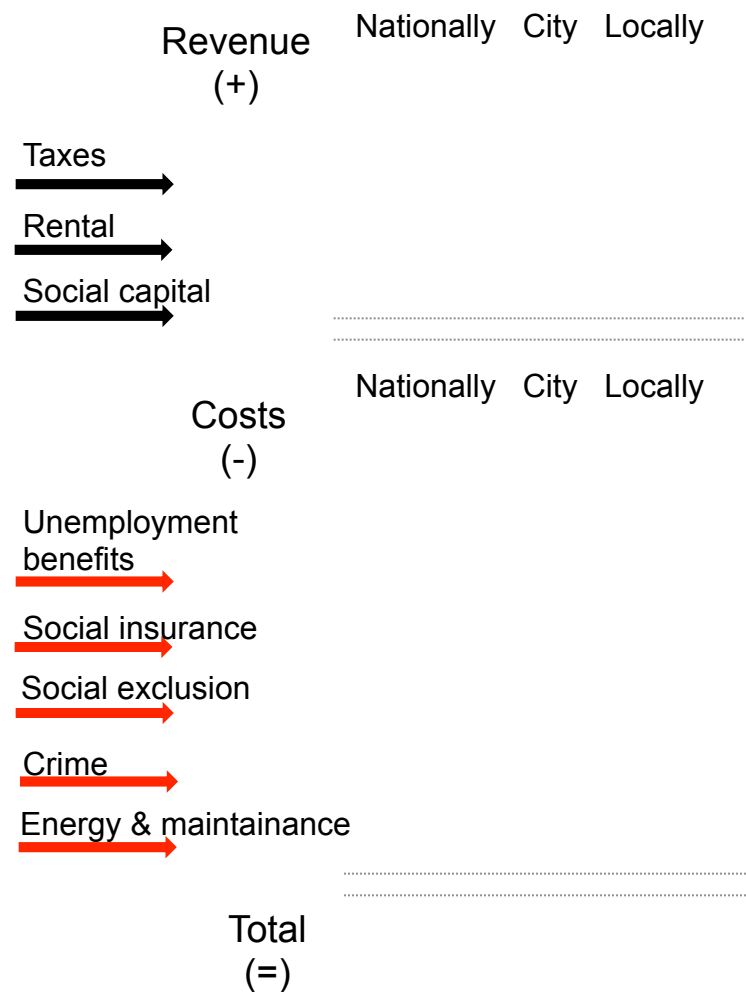 Revenue
(+)
Nationally City Locally
Taxes
Rental
Social capital
Nationally City Locally
Costs
(-)
Unemployment
benefits
Social insurance
Social exclusion
Crime
Energy & maintainance
Total
(=)